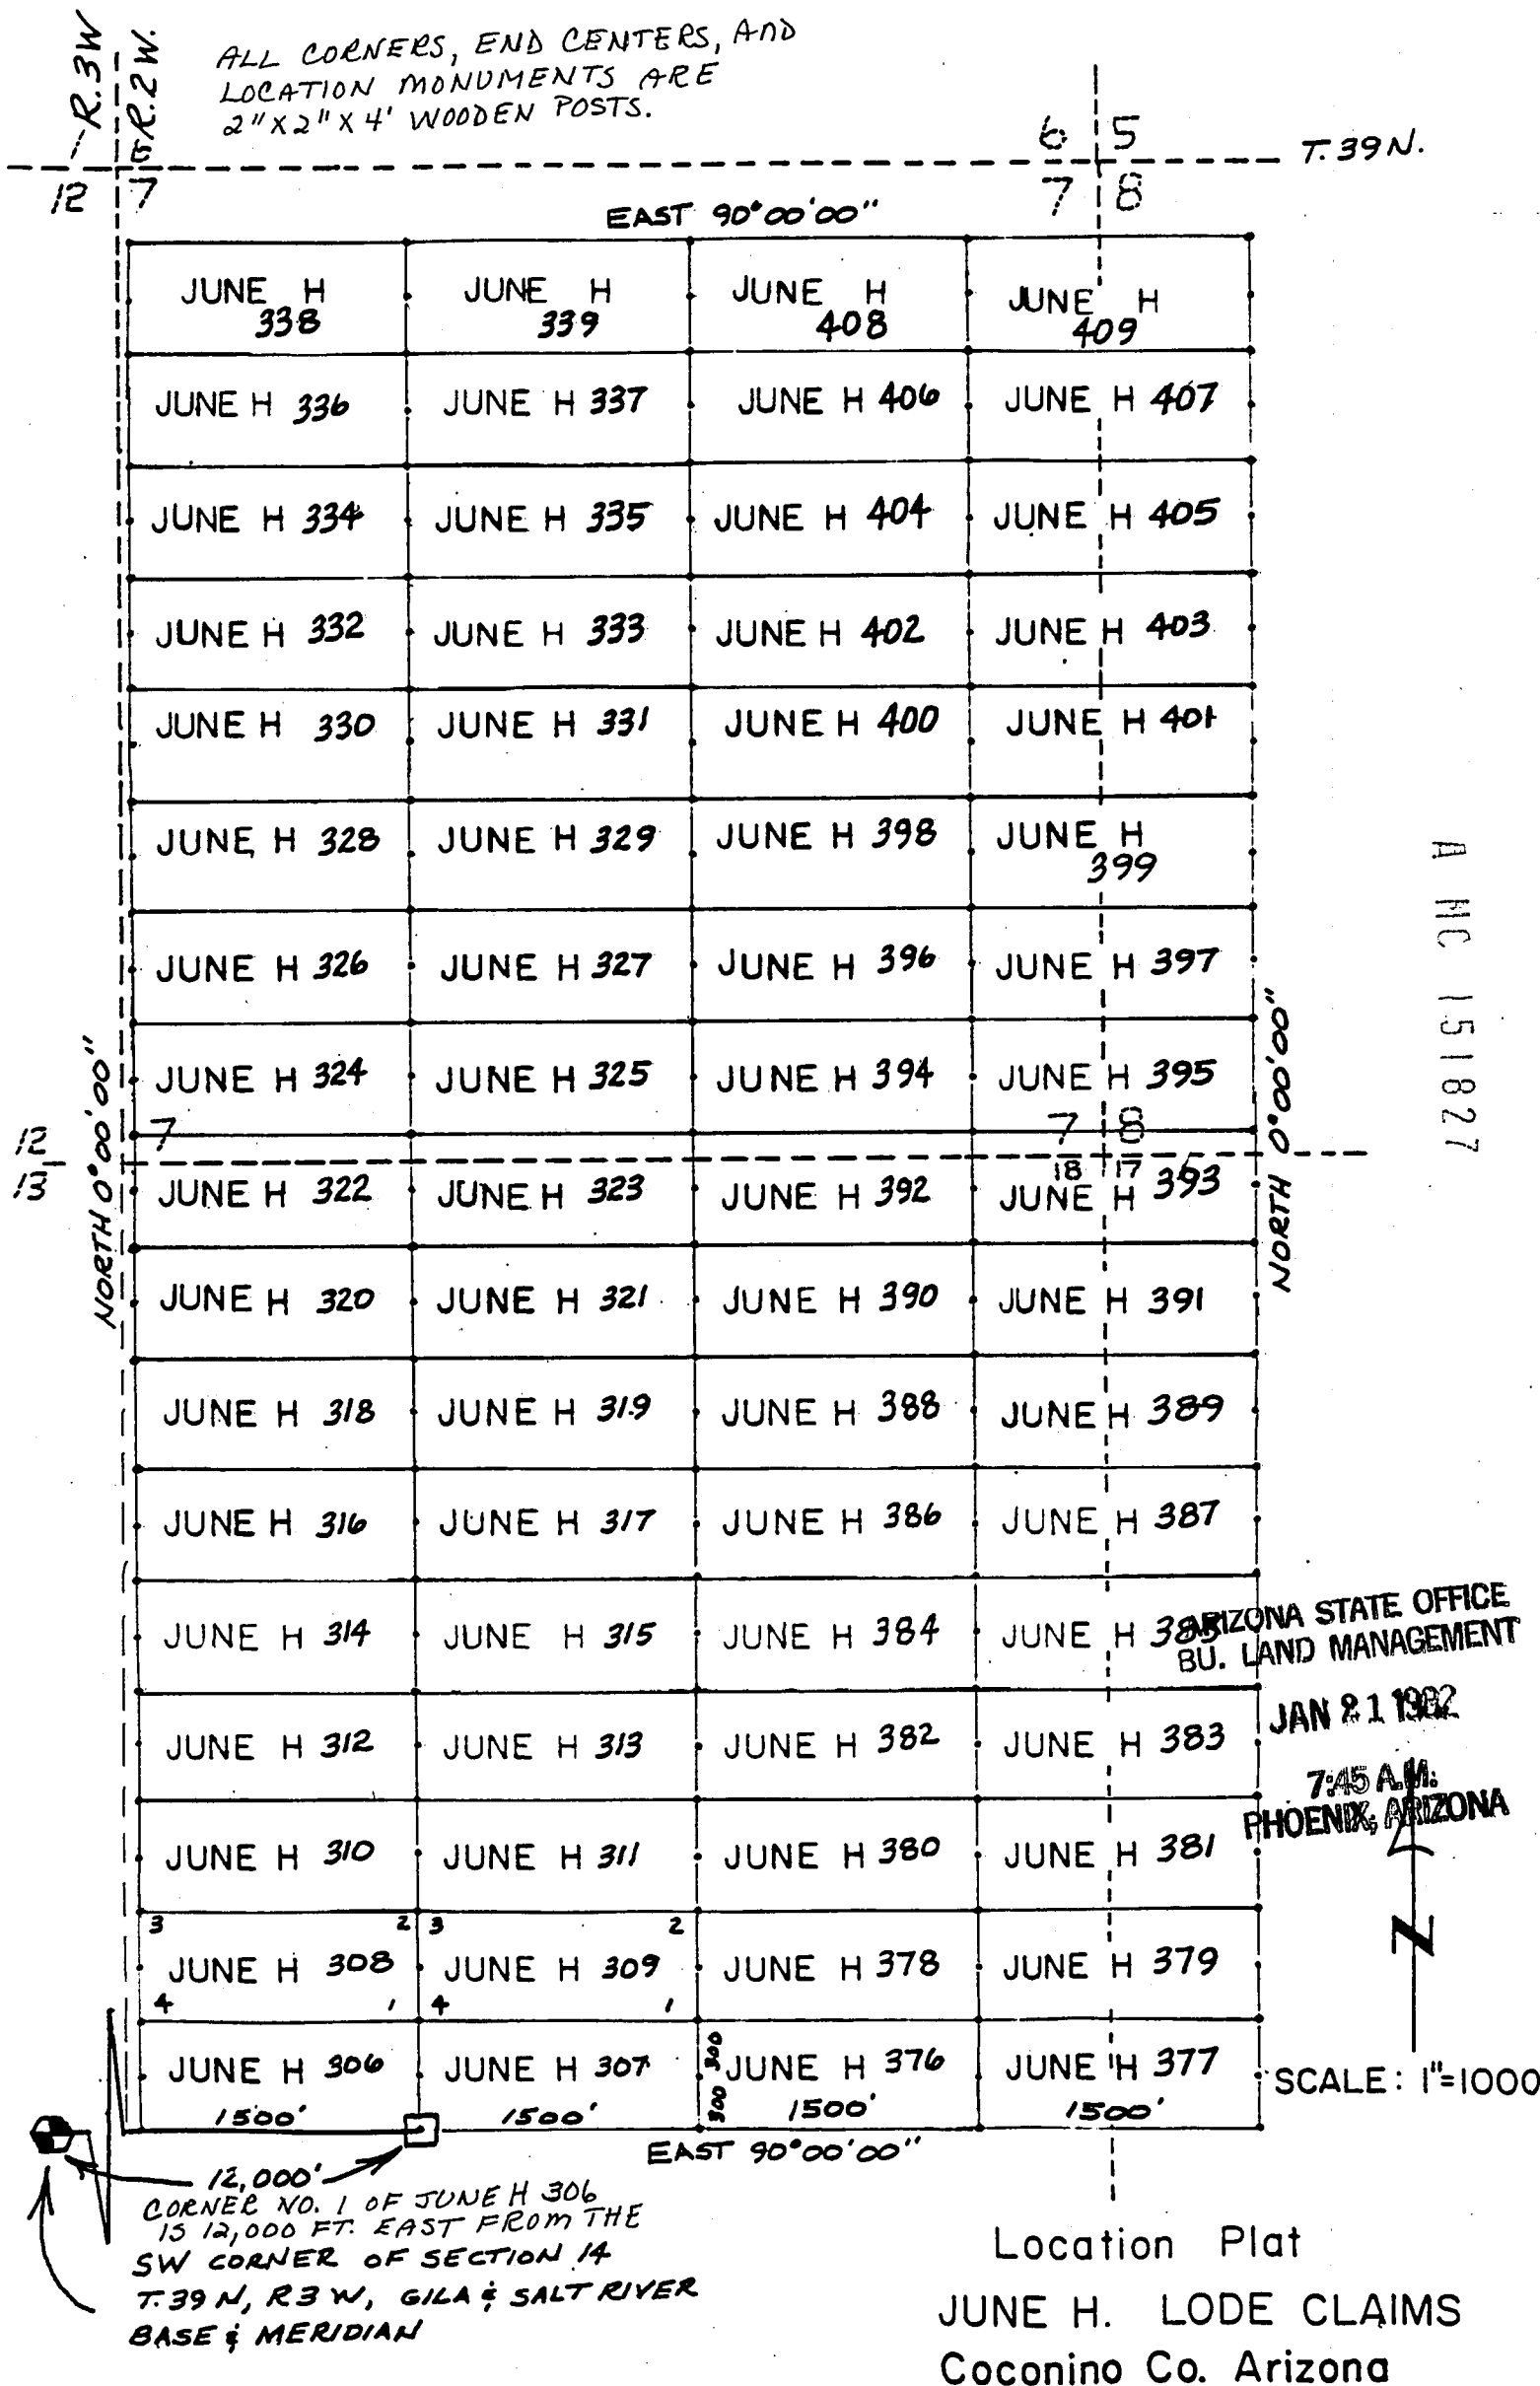 R.3W
R.2W.
ALL CORNERS, END CENTERS, AND
LOCATION MONUMENTS ARE
2"X2"X4' WOODEN POSTS.
6 5
T.39N.
12 7
7 8
EAST 90°00'00"
JUNE H 338
JUNE H 339
JUNE H 408
JUNE H 409
JUNE H 336
JUNE H 337
JUNE H 406
JUNE H 407
JUNE H 334
JUNE H 335
JUNE H 404
JUNE H 405
JUNE H 332
JUNE H 333
JUNE H 402
JUNE H 403
JUNE H 330
JUNE H 331
JUNE H 400
JUNE H 401
JUNE H 328
JUNE H 329
JUNE H 398
JUNE H 399
A MC 151827
JUNE H 326
JUNE H 327
JUNE H 396
JUNE H 397
JUNE H 324
JUNE H 325
JUNE H 394
JUNE H 395
NORTH 0°00'00"
NORTH 0°00'00"
12 7
7 8
13
18 17
JUNE H 322
JUNE H 323
JUNE H 392
JUNE H 393
JUNE H 320
JUNE H 321
JUNE H 390
JUNE H 391
JUNE H 318
JUNE H 319
JUNE H 388
JUNE H 389
JUNE H 316
JUNE H 317
JUNE H 386
JUNE H 387
JUNE H 314
JUNE H 315
JUNE H 384
JUNE H 385
ARIZONA STATE OFFICE
BU. LAND MANAGEMENT
JAN 21 1982
7:45 A.M.
PHOENIX, ARIZONA
JUNE H 312
JUNE H 313
JUNE H 382
JUNE H 383
JUNE H 310
JUNE H 311
JUNE H 380
JUNE H 381
3 2 3 2
JUNE H 308
JUNE H 309
JUNE H 378
JUNE H 379
N
4 1 4 1
JUNE H 306
JUNE H 307
300 300
JUNE H 376
JUNE H 377
SCALE: 1"=1000
1500'
1500'
1500'
1500'
EAST 90°00'00"
12,000'
CORNER NO. 1 OF JUNE H 306
IS 12,000 FT. EAST FROM THE
SW CORNER OF SECTION 14
T.39 N, R3 W, GILA & SALT RIVER
BASE & MERIDIAN
Location Plat
JUNE H. LODE CLAIMS
Coconino Co. Arizona